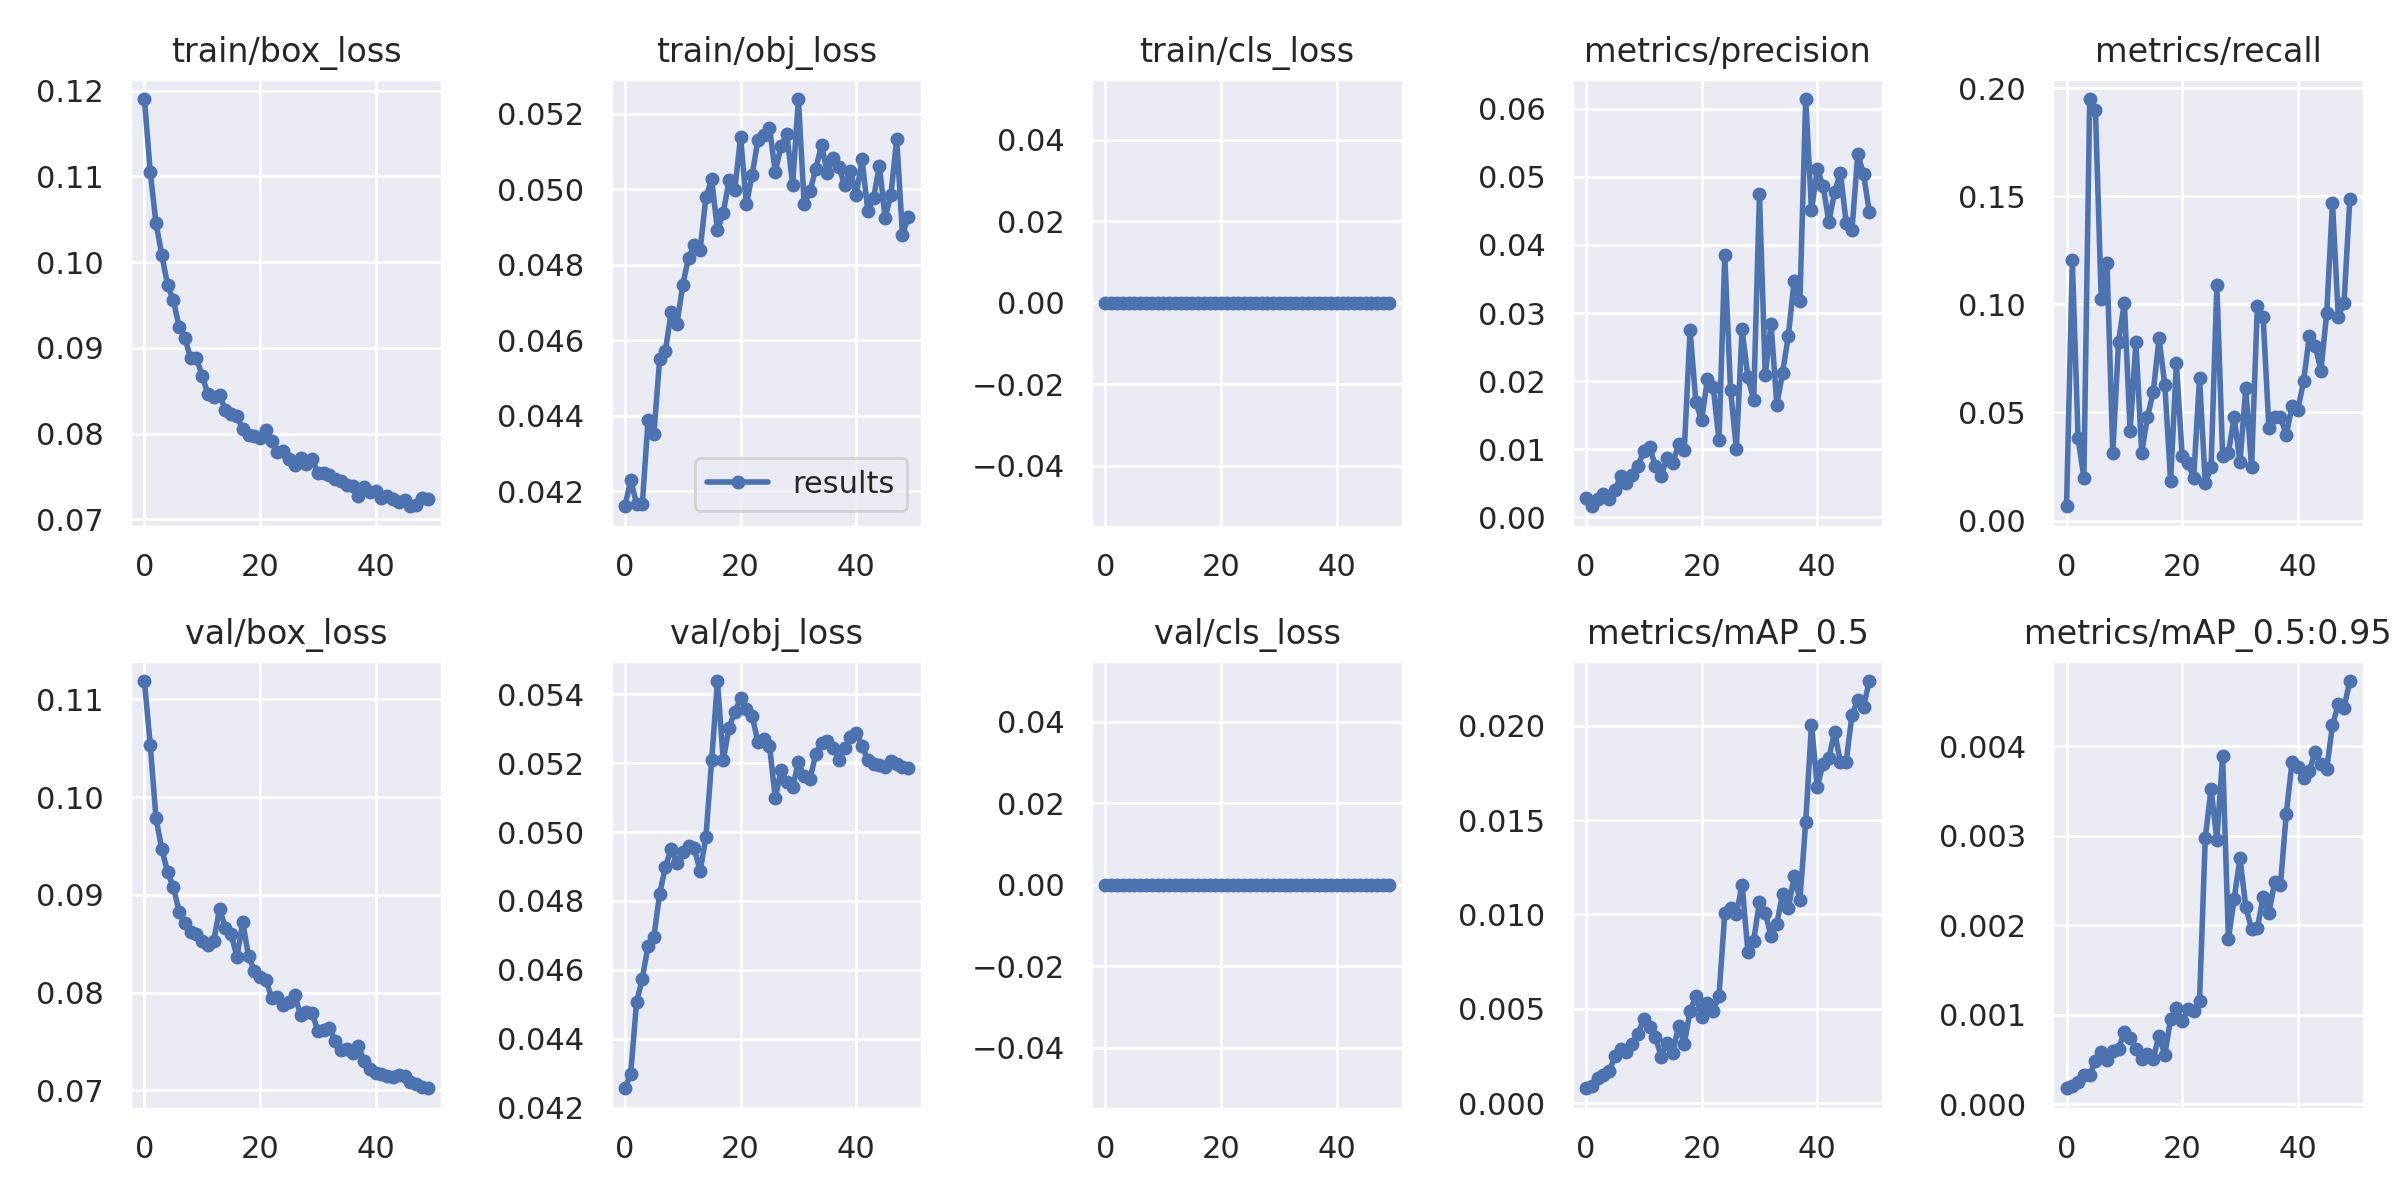 train/box_loss
0.12
0.11
0.10
0.09
0.08
0.07
0 20 40
train/obj_loss
0.052
0.050
0.048
0.046
0.044
0.042
results
0 20 40
train/cls_loss
0.04
0.02
0.00
−0.02
−0.04
0 20 40
metrics/precision
0.06
0.05
0.04
0.03
0.02
0.01
0.00
0 20 40
metrics/recall
0.20
0.15
0.10
0.05
0.00
0 20 40
val/box_loss
0.11
0.10
0.09
0.08
0.07
0 20 40
val/obj_loss
0.054
0.052
0.050
0.048
0.046
0.044
0.042
0 20 40
val/cls_loss
0.04
0.02
0.00
−0.02
−0.04
0 20 40
metrics/mAP_0.5
0.020
0.015
0.010
0.005
0.000
0 20 40
metrics/mAP_0.5:0.95
0.004
0.003
0.002
0.001
0.000
0 20 40